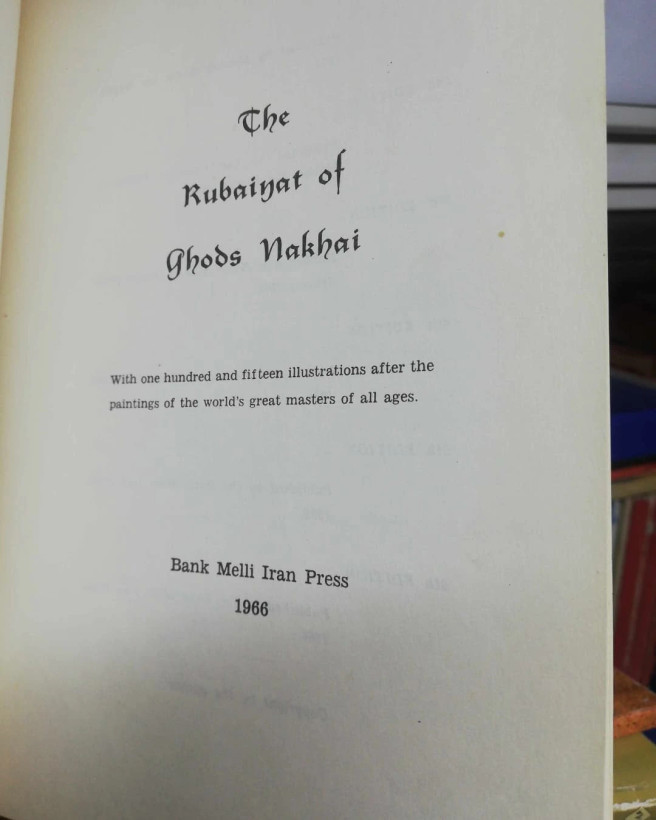 The
Rubaiyat of
Ghods Nakhai
With one hundred and fifteen illustrations after the
paintings of the world's great masters of all ages.
Bank Melli Iran Press
1966